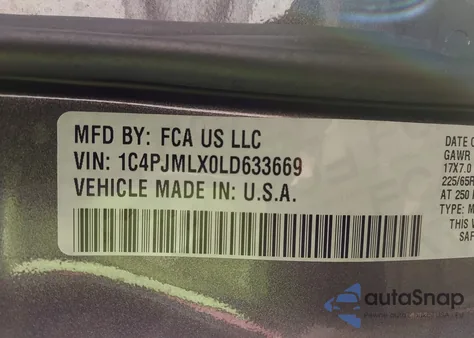 MFD BY: FCA US LLC
VIN: 1C4PJMLX0LD633669
VEHICLE MADE IN: U.S.A.
DATE O
GAWR
17X7.0
225/65R
AT 250
TYPE: M
THIS V
SAF
autoSnap